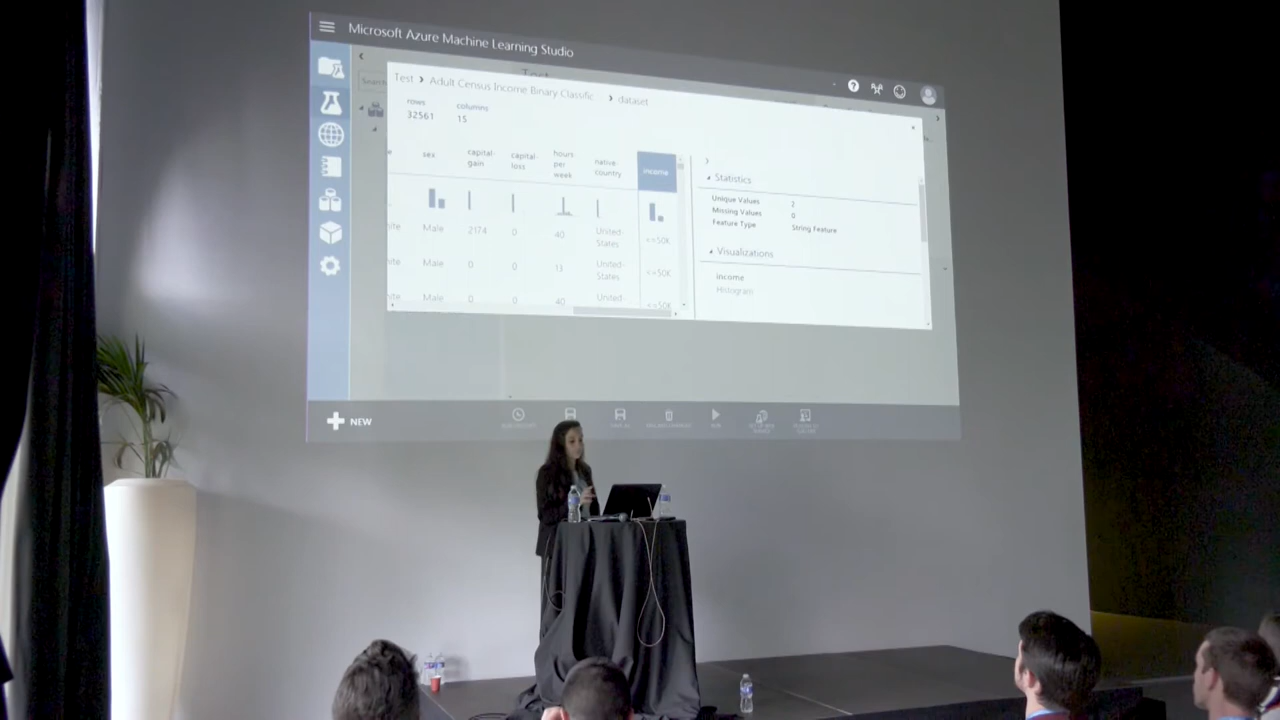 Microsoft Azure Machine Learning Studio
Test
Test > Adult Census Income Binary Classific... > dataset
rows
32561
columns
15
sex
capital-gain
capital-loss
hours per week
native-country
income
Male 2174 0 40 United-States <=50K
Male 0 0 13 United-States <=50K
Male 0 0 40 United- <=50K
Statistics
Unique Values 2
Missing Values 0
Feature Type String Feature
Visualizations
income
Histogram
NEW